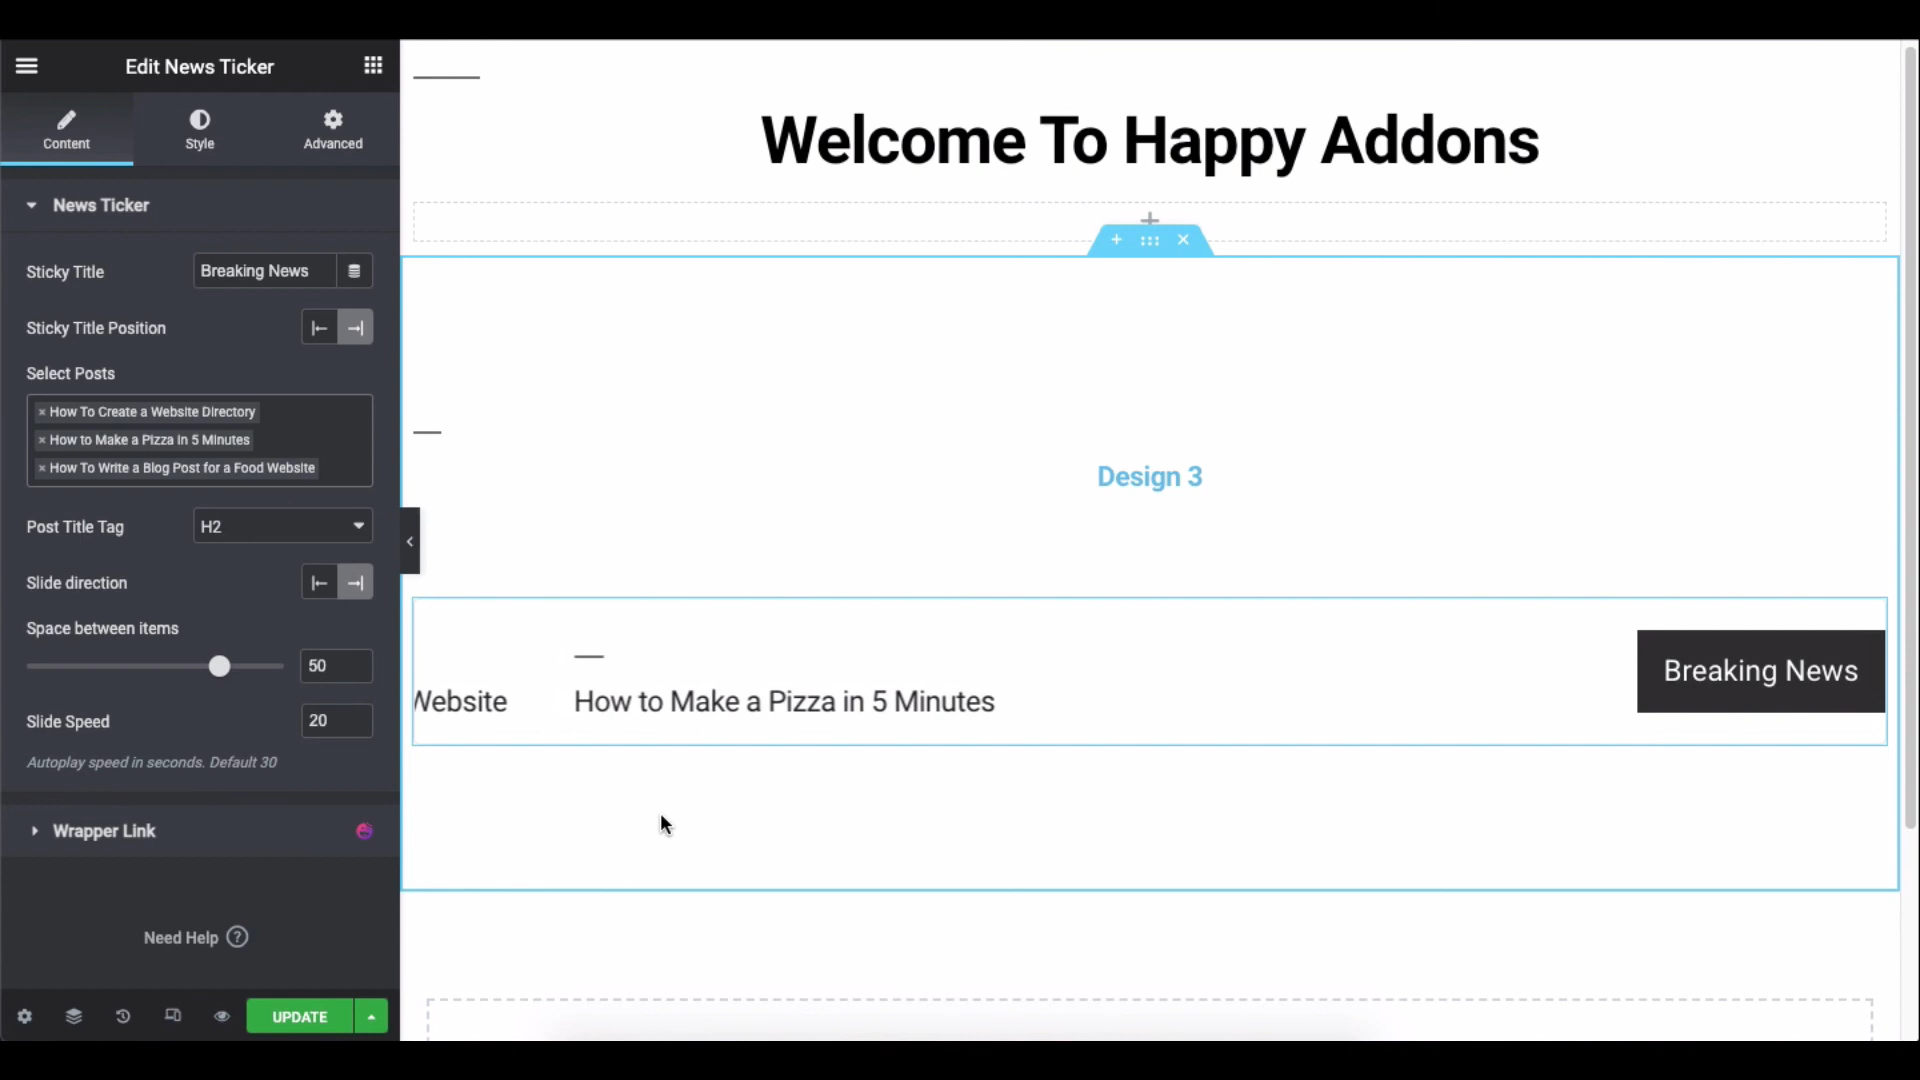 Edit News Ticker
Content
Style
Advanced
News Ticker
Sticky Title
Breaking News
Sticky Title Position
Select Posts
× How To Create a Website Directory
× How to Make a Pizza in 5 Minutes
× How To Write a Blog Post for a Food Website
Post Title Tag
H2
Slide direction
Space between items
50
Slide Speed
20
Autoplay speed in seconds. Default 30
Wrapper Link
Need Help ?
UPDATE
Welcome To Happy Addons
Design 3
Website
How to Make a Pizza in 5 Minutes
Breaking News